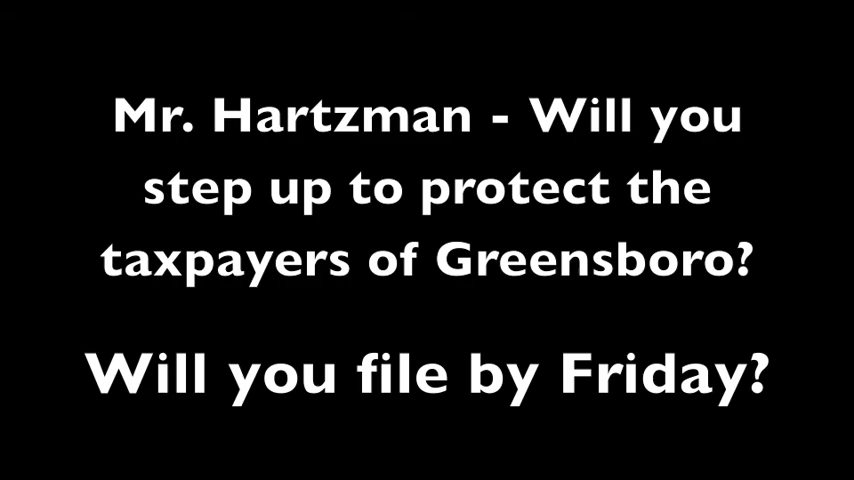 Mr. Hartzman - Will you
step up to protect the
taxpayers of Greensboro?
Will you file by Friday?